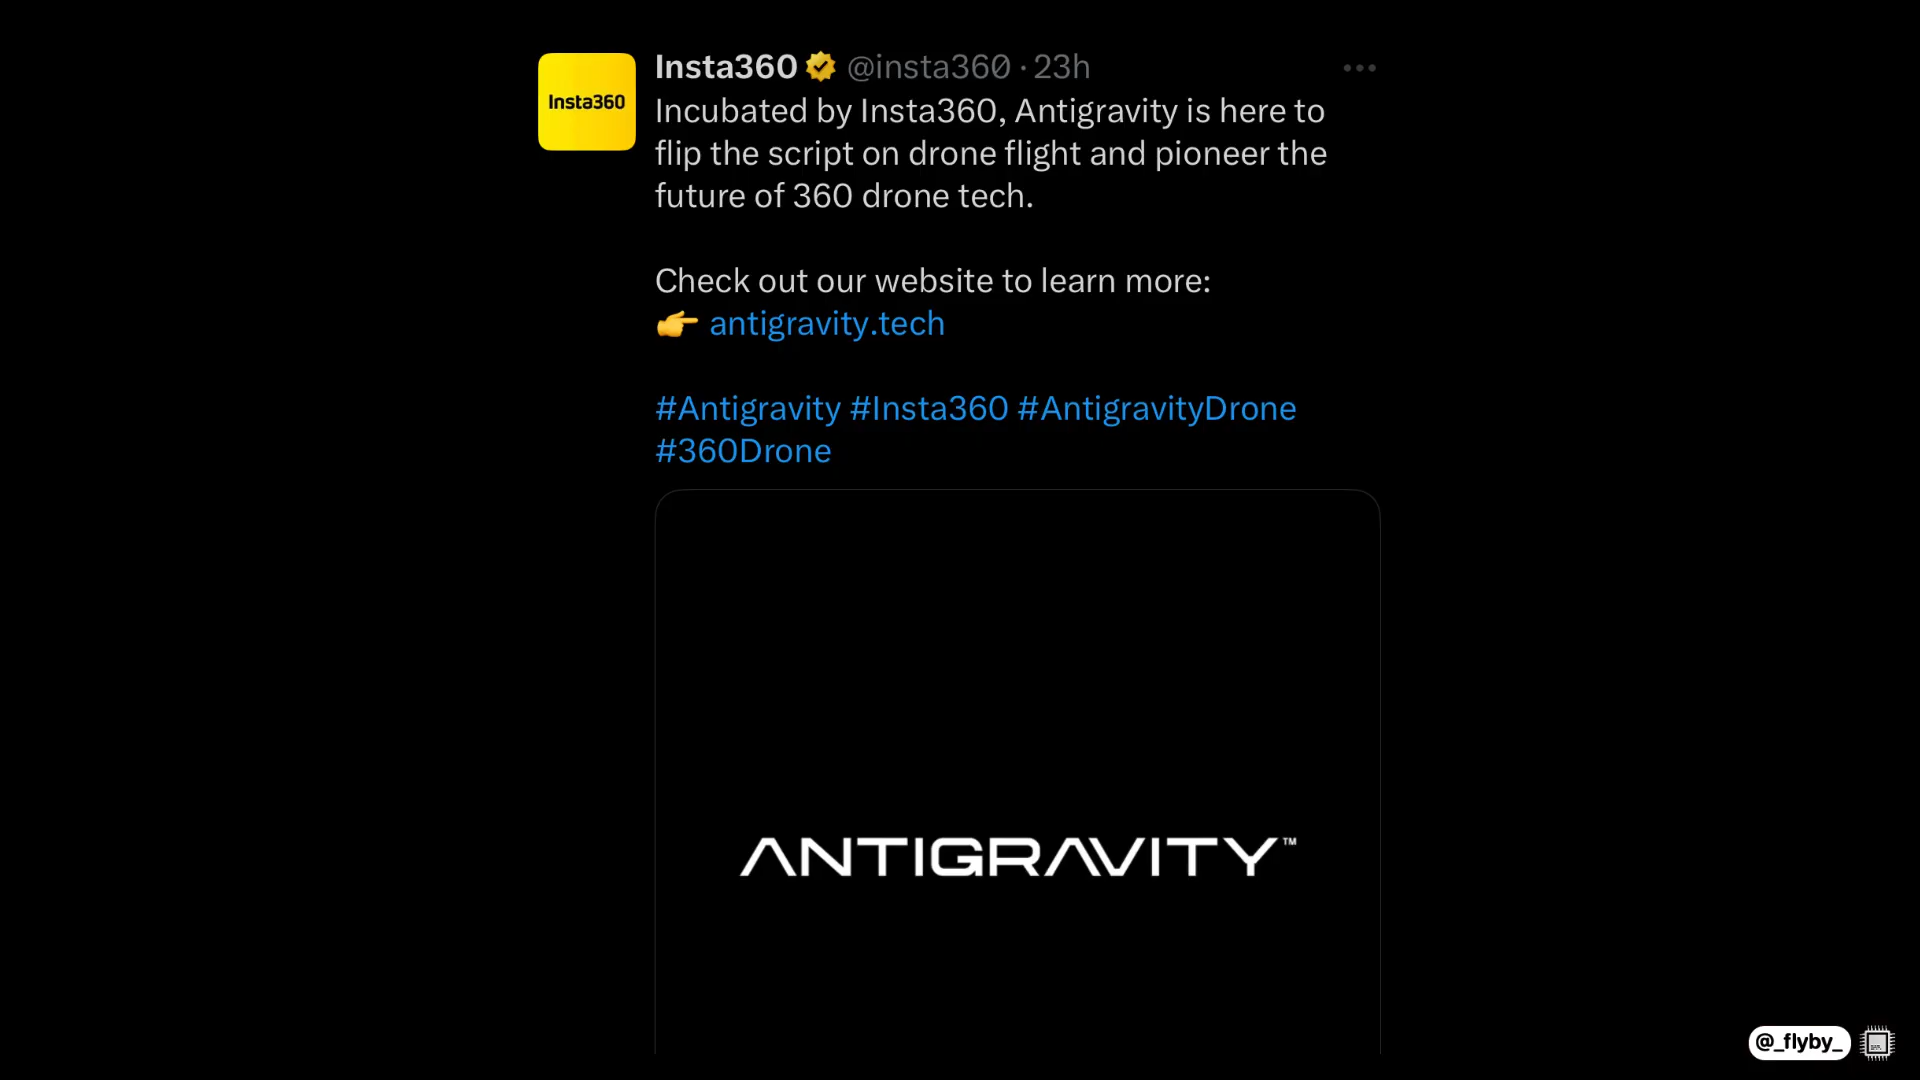 Insta360
Insta360 @insta360 · 23h
Incubated by Insta360, Antigravity is here to
flip the script on drone flight and pioneer the
future of 360 drone tech.
Check out our website to learn more:
👉 antigravity.tech
#Antigravity #Insta360 #AntigravityDrone
#360Drone
ANTIGRAVITY™
@_flyby_